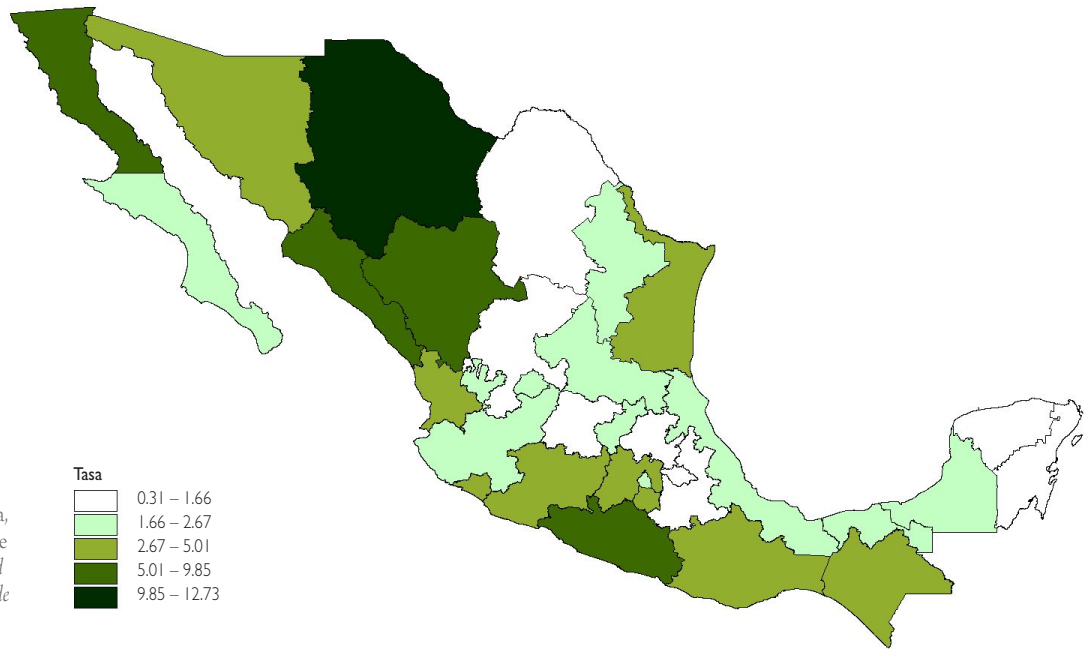 Tasa
0.31 – 1.66
1.66 – 2.67
2.67 – 5.01
5.01 – 9.85
9.85 – 12.73
a,
e
d
le